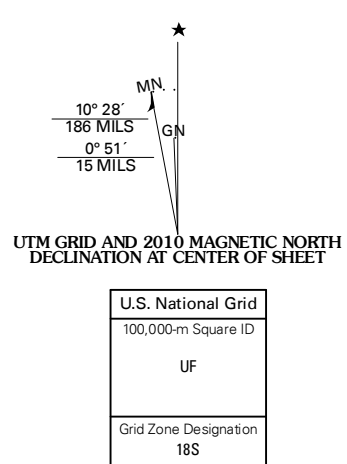 ★
MN
10° 28´
186 MILS
GN
0° 51´
15 MILS
UTM GRID AND 2010 MAGNETIC NORTH
DECLINATION AT CENTER OF SHEET
U.S. National Grid
100,000-m Square ID
UF
Grid Zone Designation
18S